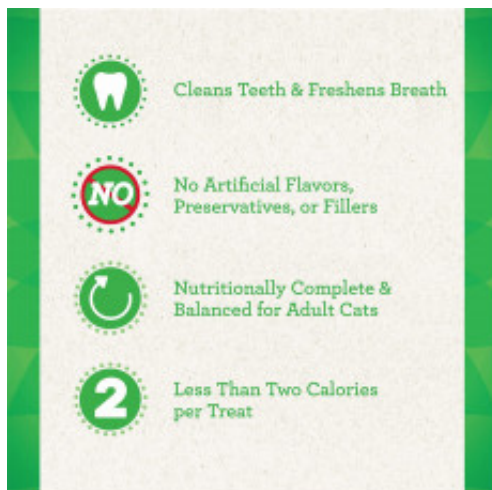 Cleans Teeth & Freshens Breath
NO
No Artificial Flavors,
Preservatives, or Fillers
Nutritionally Complete &
Balanced for Adult Cats
2
Less Than Two Calories
per Treat